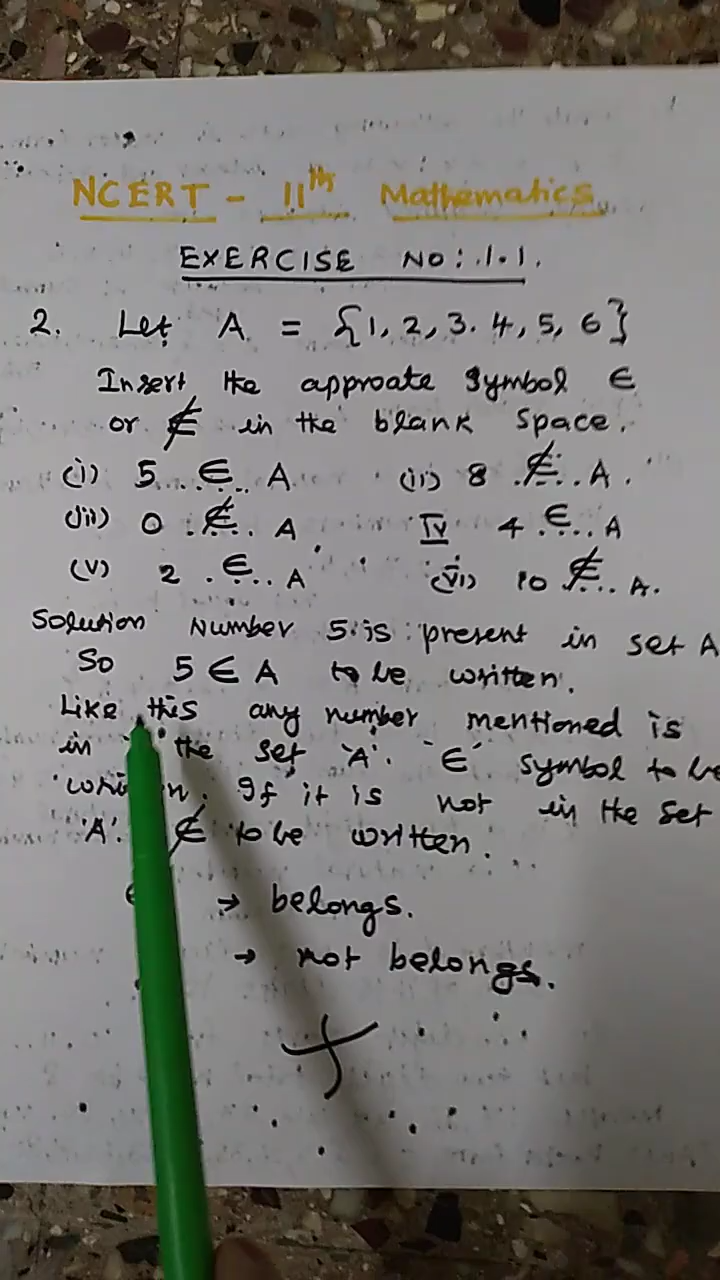 NCERT - 11th Mathematics
EXERCISE NO: 1.1.
2. Let A = {1, 2, 3. 4, 5, 6}
Insert the approate symbol ∈
or ∉ in the blank space.
(i) 5 ..∈.. A (ii) 8 .∉... A.
(iii) 0 .∉.. A IV 4 .∈... A
(v) 2 .∈.. A (vi) 10 ∉... A.
Solution Number 5 is present in set A
So 5 ∈ A to be written.
Like this any number mentioned is
in the set 'A'. '∈' symbol to be
written. If it is not in the set
'A'. ∉ to be written.
→ belongs.
→ not belongs.